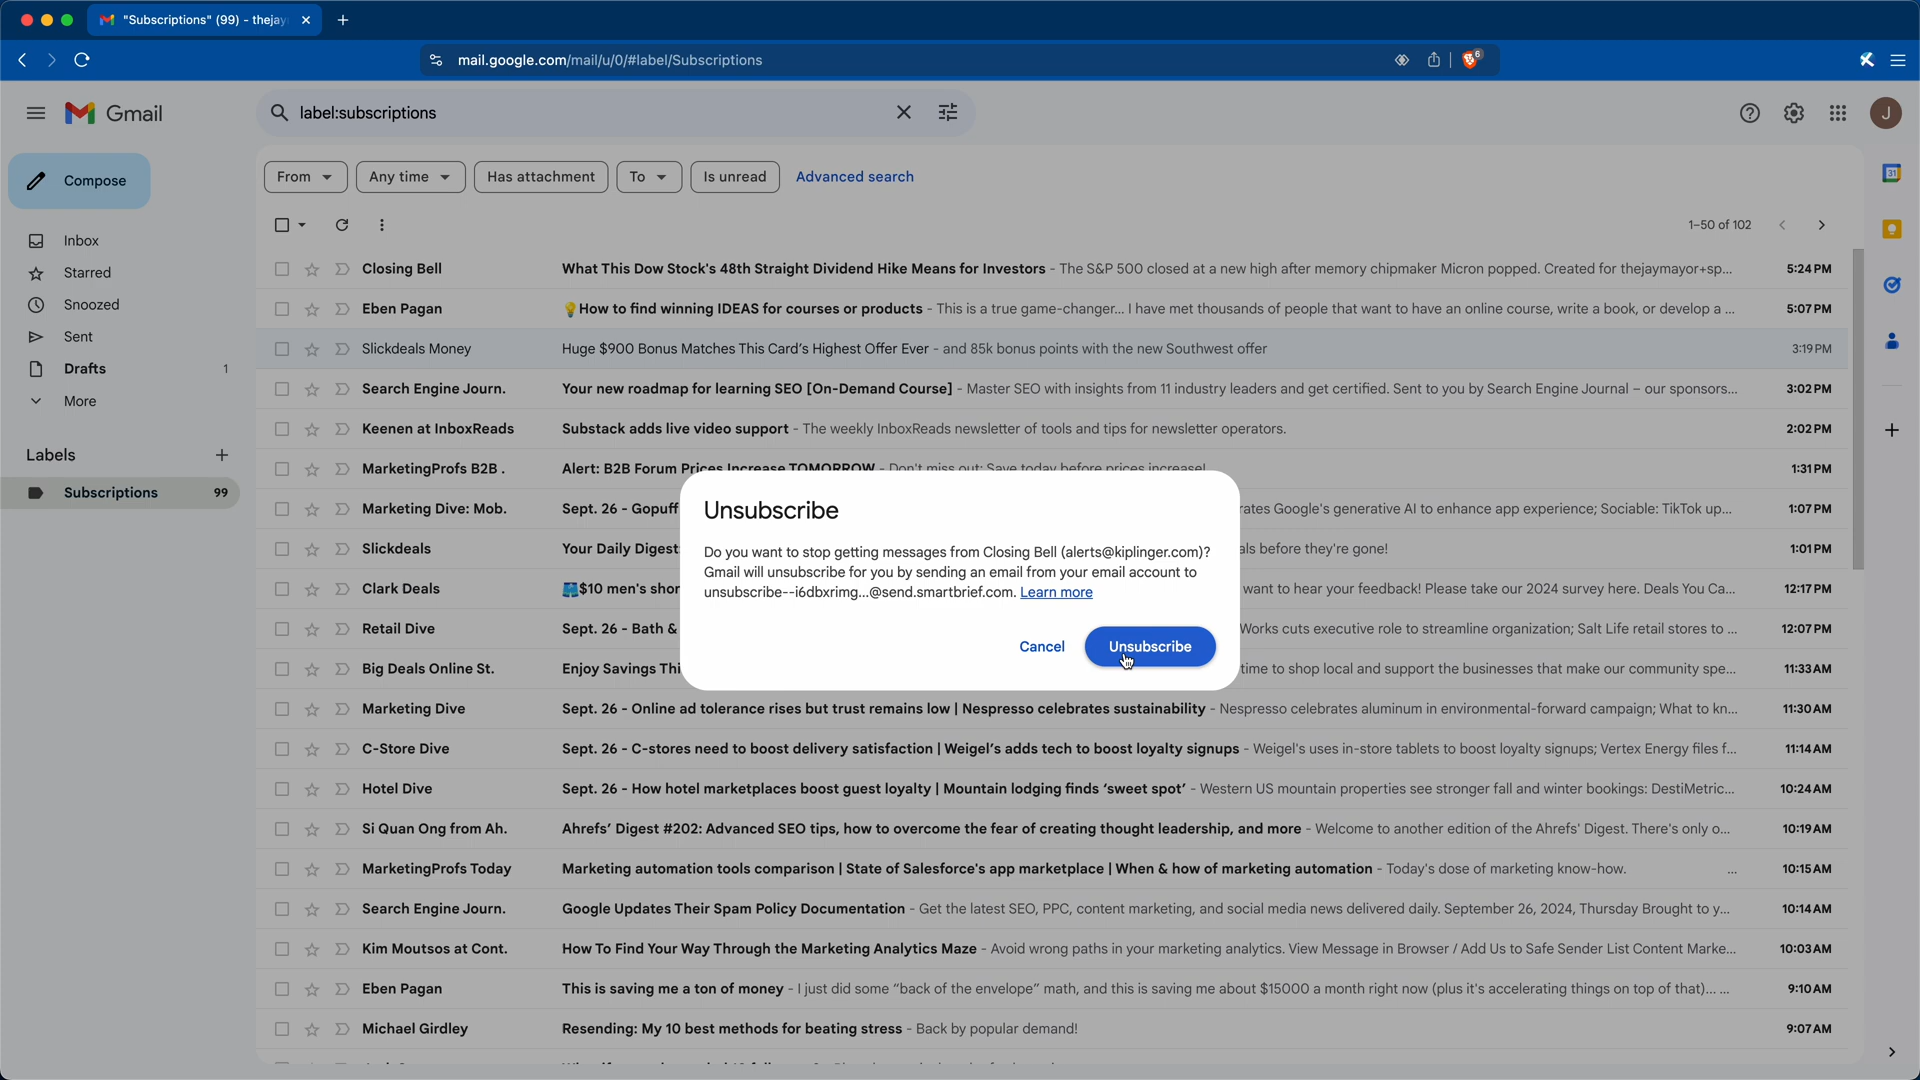 "Subscriptions" (99) - thejay
mail.google.com/mail/u/0/#label/Subscriptions
6
Gmail
label:subscriptions
J
Compose
From
Any time
Has attachment
To
Is unread
Advanced search
31
1–50 of 102
Inbox
Starred
Snoozed
Sent
Drafts 1
More
Labels
Subscriptions 99
Closing Bell What This Dow Stock's 48th Straight Dividend Hike Means for Investors - The S&P 500 closed at a new high after memory chipmaker Micron popped. Created for thejaymayor+sp... 5:24 PM
Eben Pagan 💡How to find winning IDEAS for courses or products - This is a true game-changer... I have met thousands of people that want to have an online course, write a book, or develop a ... 5:07 PM
Slickdeals Money Huge $900 Bonus Matches This Card's Highest Offer Ever - and 85k bonus points with the new Southwest offer 3:19 PM
Search Engine Journ. Your new roadmap for learning SEO [On-Demand Course] - Master SEO with insights from 11 industry leaders and get certified. Sent to you by Search Engine Journal – our sponsors... 3:02 PM
Keenen at InboxReads Substack adds live video support - The weekly InboxReads newsletter of tools and tips for newsletter operators. 2:02 PM
MarketingProfs B2B . Alert: B2B Forum Prices Increase TOMORROW - Don't miss out: Save today before prices increase! 1:31 PM
Marketing Dive: Mob. Sept. 26 - Gopuff rates Google's generative AI to enhance app experience; Sociable: TikTok up... 1:07 PM
Slickdeals Your Daily Digest: als before they're gone! 1:01 PM
Clark Deals 🩳$10 men's shor want to hear your feedback! Please take our 2024 survey here. Deals You Ca... 12:17 PM
Retail Dive Sept. 26 - Bath & Works cuts executive role to streamline organization; Salt Life retail stores to ... 12:07 PM
Big Deals Online St. Enjoy Savings Thi time to shop local and support the businesses that make our community spe... 11:33 AM
Marketing Dive Sept. 26 - Online ad tolerance rises but trust remains low | Nespresso celebrates sustainability - Nespresso celebrates aluminum in environmental-forward campaign; What to kn... 11:30 AM
C-Store Dive Sept. 26 - C-stores need to boost delivery satisfaction | Weigel's adds tech to boost loyalty signups - Weigel's uses in-store tablets to boost loyalty signups; Vertex Energy files f... 11:14 AM
Hotel Dive Sept. 26 - How hotel marketplaces boost guest loyalty | Mountain lodging finds ‘sweet spot’ - Western US mountain properties see stronger fall and winter bookings: DestiMetric... 10:24 AM
Si Quan Ong from Ah. Ahrefs’ Digest #202: Advanced SEO tips, how to overcome the fear of creating thought leadership, and more - Welcome to another edition of the Ahrefs’ Digest. There's only o... 10:19 AM
MarketingProfs Today Marketing automation tools comparison | State of Salesforce's app marketplace | When & how of marketing automation - Today's dose of marketing know-how. ... 10:15 AM
Search Engine Journ. Google Updates Their Spam Policy Documentation - Get the latest SEO, PPC, content marketing, and social media news delivered daily. September 26, 2024, Thursday Brought to y... 10:14 AM
Kim Moutsos at Cont. How To Find Your Way Through the Marketing Analytics Maze - Avoid wrong paths in your marketing analytics. View Message in Browser / Add Us to Safe Sender List Content Marke... 10:03 AM
Eben Pagan This is saving me a ton of money - I just did some “back of the envelope” math, and this is saving me about $15000 a month right now (plus it's accelerating things on top of that)... ... 9:10 AM
Michael Girdley Resending: My 10 best methods for beating stress - Back by popular demand! 9:07 AM
Unsubscribe
Do you want to stop getting messages from Closing Bell (alerts@kiplinger.com)?
Gmail will unsubscribe for you by sending an email from your email account to
unsubscribe--i6dbxrimg...@send.smartbrief.com. Learn more
Cancel
Unsubscribe